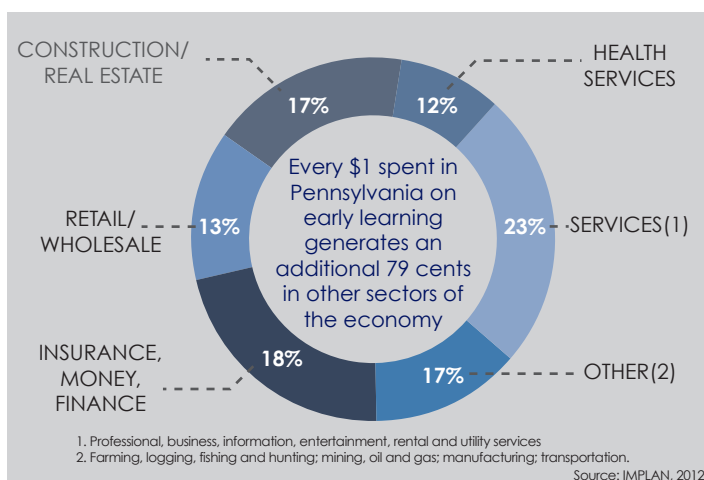 CONSTRUCTION/
REAL ESTATE
17%
12%
HEALTH
SERVICES
Every $1 spent in
Pennsylvania on
early learning
generates an
additional 79 cents
in other sectors of
the economy
RETAIL/
WHOLESALE
13%
23%
SERVICES(1)
INSURANCE,
MONEY,
FINANCE
18%
17%
OTHER(2)
1. Professional, business, information, entertainment, rental and utility services
2. Farming, logging, fishing and hunting; mining, oil and gas; manufacturing; transportation.
Source: IMPLAN, 2012